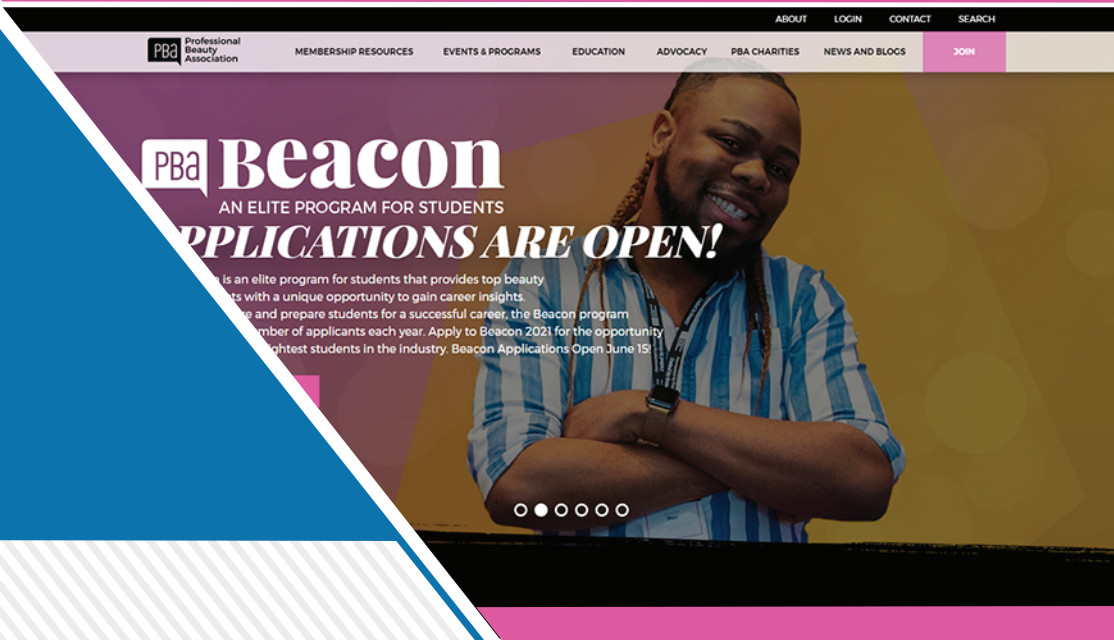 ABOUT LOGIN CONTACT SEARCH
PBa Professional
Beauty
Association
MEMBERSHIP RESOURCES EVENTS & PROGRAMS EDUCATION ADVOCACY PBA CHARITIES NEWS AND BLOGS JOIN
PBa Beacon
AN ELITE PROGRAM FOR STUDENTS
PPLICATIONS ARE OPEN!
is an elite program for students that provides top beauty
ts with a unique opportunity to gain career insights.
re and prepare students for a successful career, the Beacon program
mber of applicants each year. Apply to Beacon 2021 for the opportunity
ightest students in the industry. Beacon Applications Open June 15!